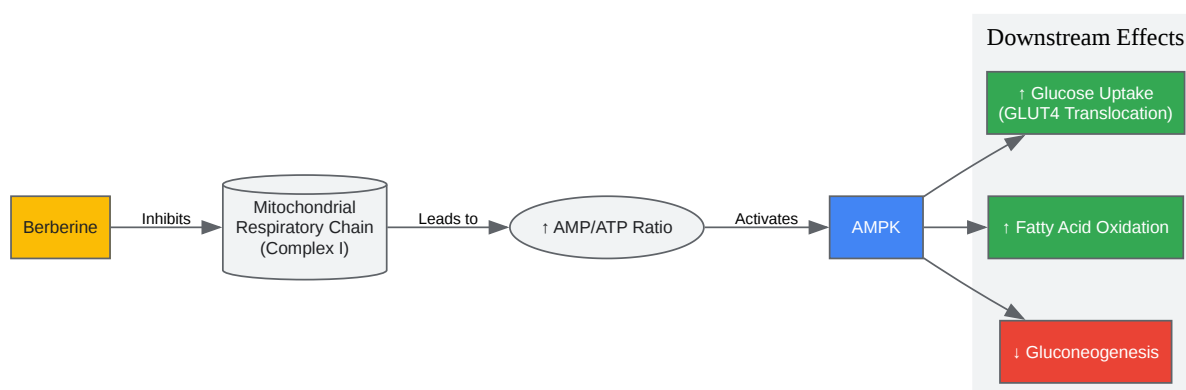 Downstream Effects
↑ Glucose Uptake
(GLUT4 Translocation)
Berberine
Inhibits
Mitochondrial
Respiratory Chain
(Complex I)
Leads to
↑ AMP/ATP Ratio
Activates
AMPK
↑ Fatty Acid Oxidation
↓ Gluconeogenesis